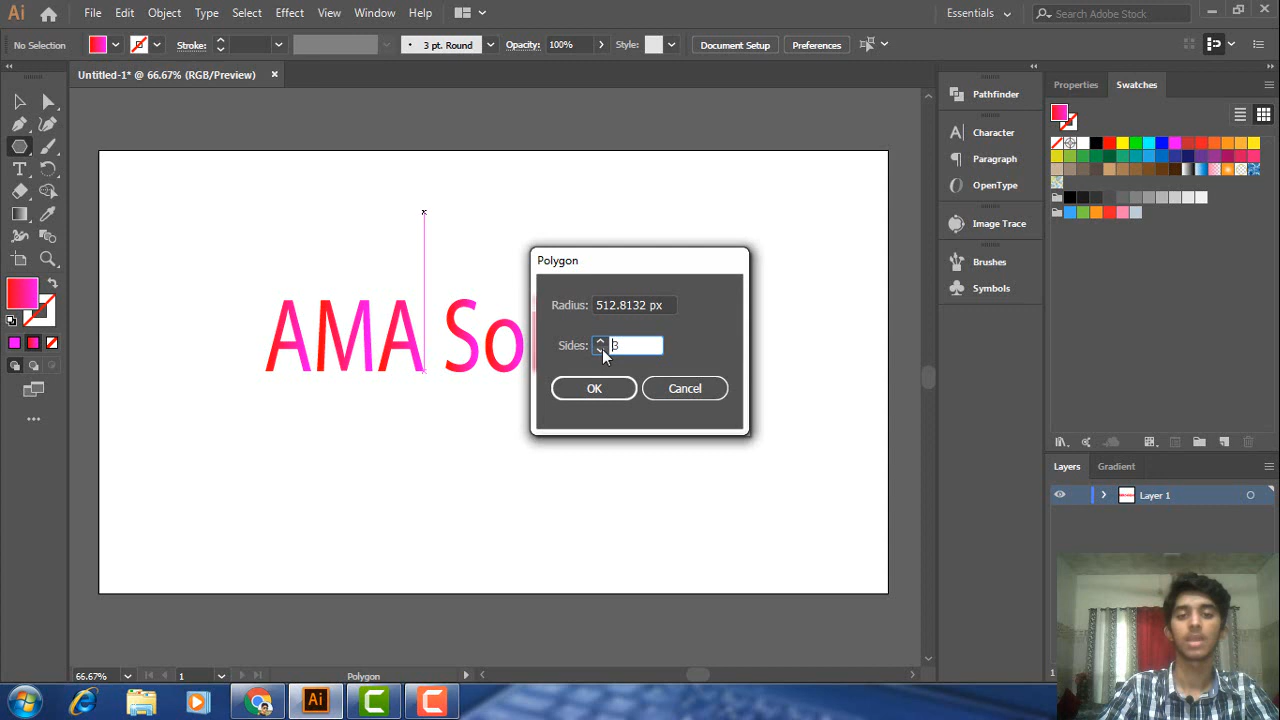 Ai File Edit Object Type Select Effect View Window Help Essentials Search Adobe Stock
No Selection Stroke: 3 pt. Round Opacity: 100% Style: Document Setup Preferences
Untitled-1* @ 66.67% (RGB/Preview)
Properties Swatches
Pathfinder
Character
Paragraph
OpenType
Image Trace
Brushes
Symbols
AMA So
Polygon
Radius: 512.8132 px
Sides: 3
OK Cancel
Layers Gradient
Layer 1
66.67% 1 Polygon
1
Ai